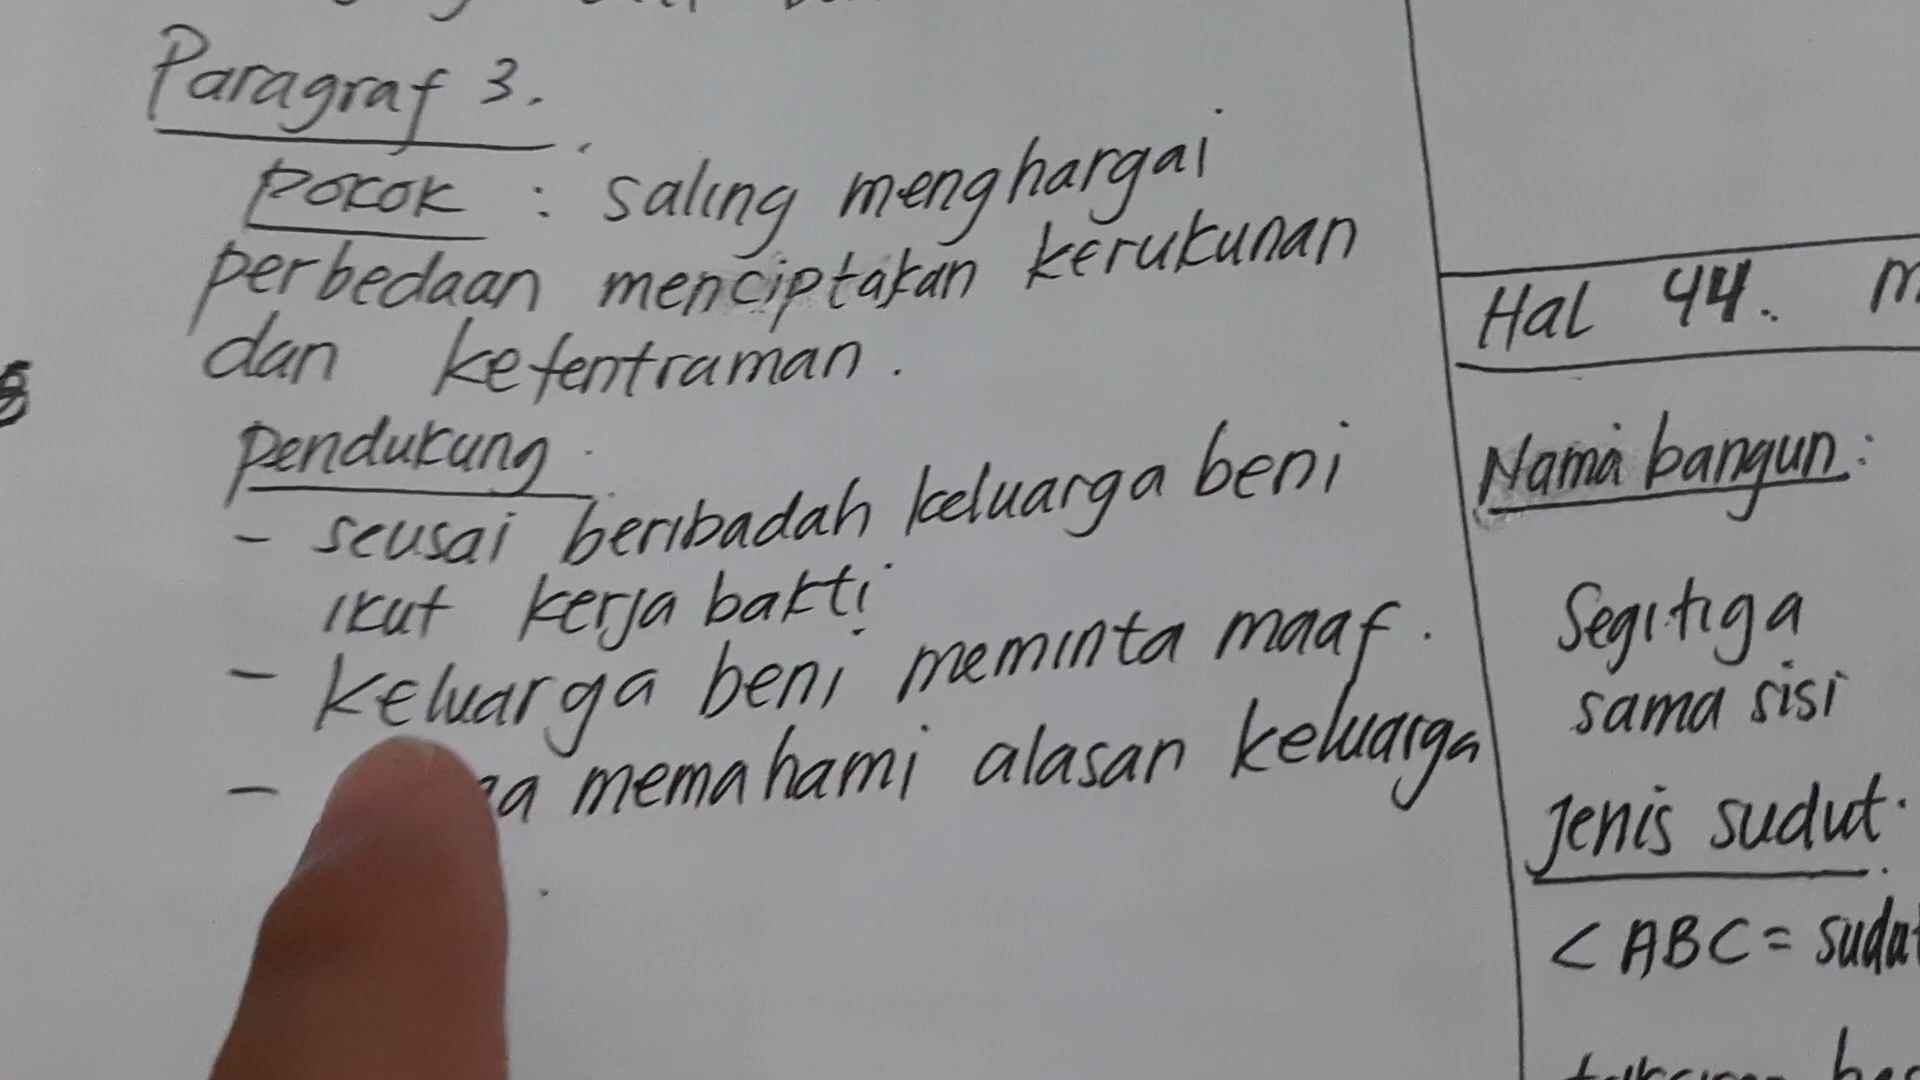 Paragraf 3.
Pokok : saling menghargai
perbedaan menciptakan kerukunan
dan ketentraman.
Pendukung :
- seusai beribadah keluarga beni
ikut kerja bakti
- keluarga beni meminta maaf.
- memahami alasan keluarga
Hal 44.
Nama bangun :
Segitiga
sama sisi
Jenis sudut :
< ABC =